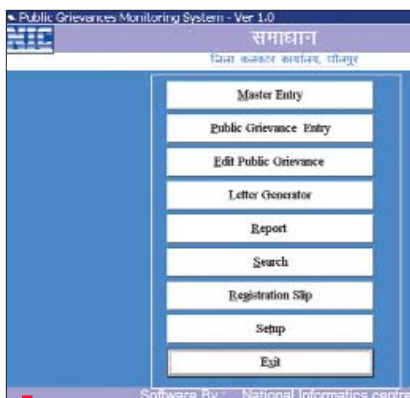 Public Grievances Monitoring System - Ver 1.0
NIC
समाधान
जिला कलक्टर कार्यालय, धौलपुर
Master Entry
Public Grievance Entry
Edit Public Grievance
Letter Generator
Report
Search
Registration Slip
Setup
Exit
Software By : National Informatics centre